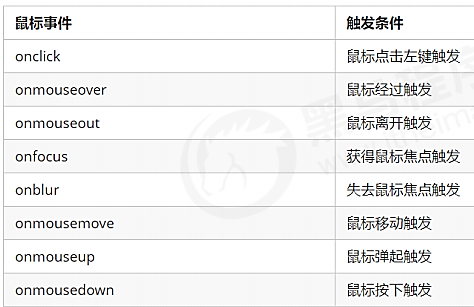 鼠标事件 触发条件
onclick 鼠标点击左键触发
onmouseover 鼠标经过触发
onmouseout 鼠标离开触发
onfocus 获得鼠标焦点触发
onblur 失去鼠标焦点触发
onmousemove 鼠标移动触发
onmouseup 鼠标弹起触发
onmousedown 鼠标按下触发